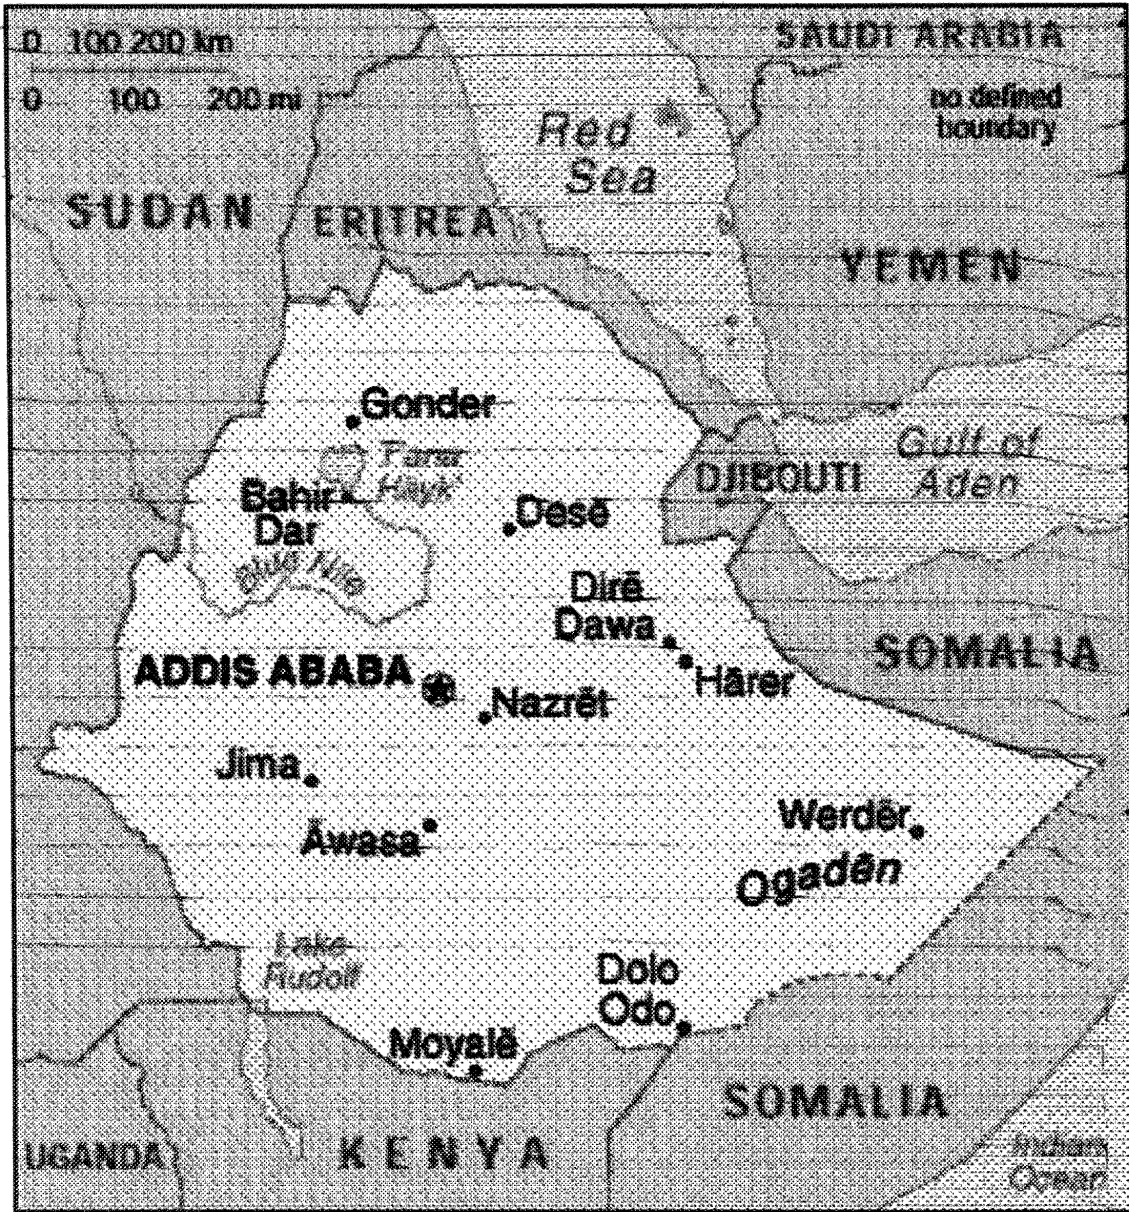 0 100 200 km
0 100 200 mi
SAUDI ARABIA
no defined
boundary
Red
Sea
SUDAN
ERITREA
YEMEN
Gonder
Hāyk'
Bahir
Dar
Blue Nile
Desē
DJIBOUTI
Gulf of
Aden
Dirē
Dawa
Hārer
SOMALIA
ADDIS ABABA
Nazrēt
Jima
Āwasa
Werdēr
Ogadēn
Lake
Rudolf
Dolo
Odo
Moyalē
SOMALIA
UGANDA
KENYA
Indian
Ocean